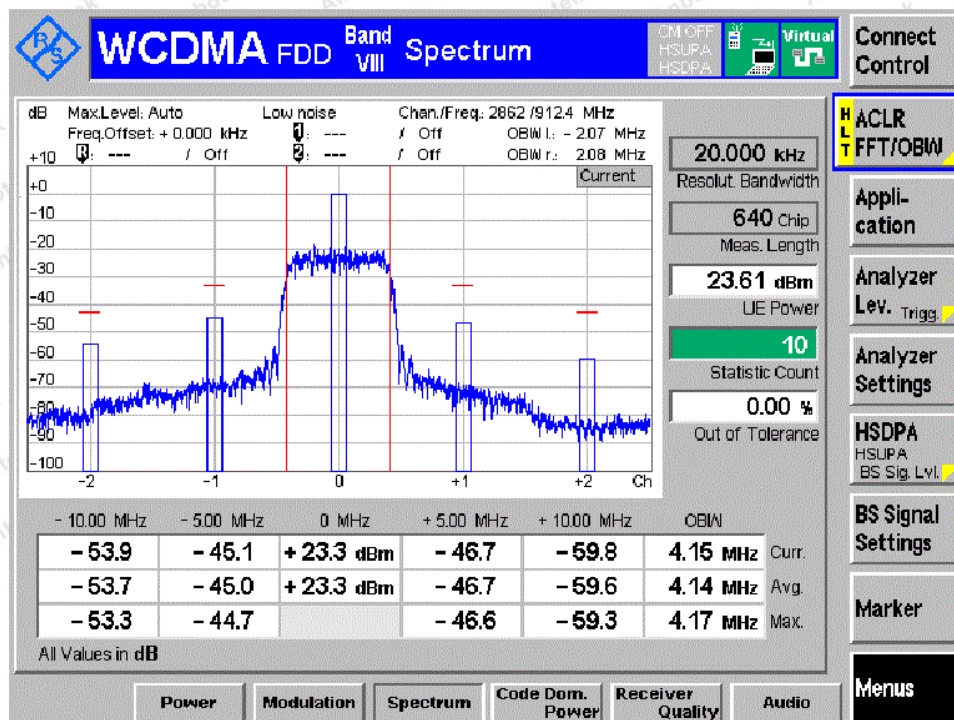 R&S
WCDMA FDD Band VIII Spectrum
CM OFF
HSUPA
HSDPA
Virtual
Connect Control
dB Max.Level: Auto Low noise Chan./Freq.: 2862 /912.4 MHz
Freq.Offset: + 0.000 kHz 1: --- / Off OBW l.: - 2.07 MHz
R: --- / Off 2: --- / Off OBW r.: 2.08 MHz
Current
+10
+0
-10
-20
-30
-40
-50
-60
-70
-80
-90
-100
-2 -1 0 +1 +2 Ch
20.000 kHz
Resolut. Bandwidth
640 Chip
Meas. Length
23.61 dBm
UE Power
10
Statistic Count
0.00 %
Out of Tolerance
- 10.00 MHz - 5.00 MHz 0 MHz + 5.00 MHz + 10.00 MHz OBW
- 53.9 - 45.1 + 23.3 dBm - 46.7 - 59.8 4.15 MHz Curr.
- 53.7 - 45.0 + 23.3 dBm - 46.7 - 59.6 4.14 MHz Avg.
- 53.3 - 44.7 - 46.6 - 59.3 4.17 MHz Max.
All Values in dB
HLT
ACLR
FFT/OBW
Appli-
cation
Analyzer
Lev. Trigg.
Analyzer
Settings
HSDPA
HSUPA
BS Sig. Lvl.
BS Signal
Settings
Marker
Menus
Power Modulation Spectrum Code Dom. Power Receiver Quality Audio